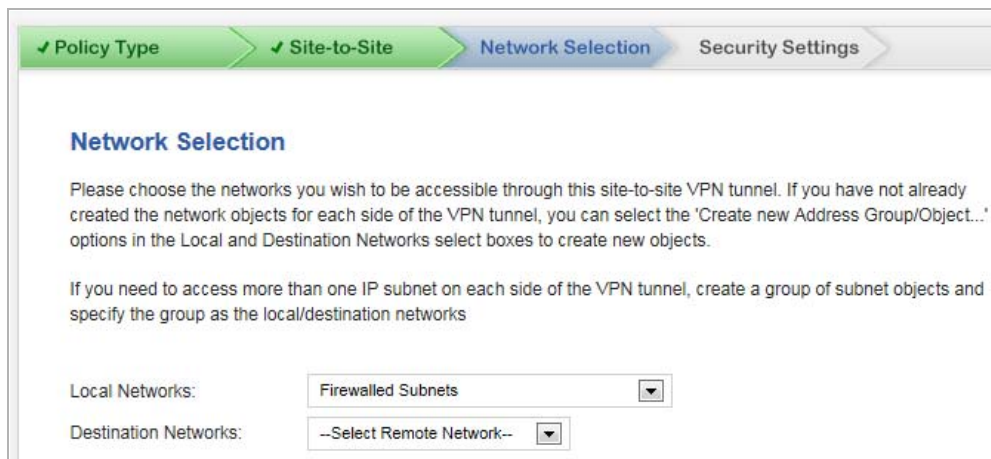 Policy Type
Site-to-Site
Network Selection
Security Settings
Network Selection
Please choose the networks you wish to be accessible through this site-to-site VPN tunnel. If you have not already
created the network objects for each side of the VPN tunnel, you can select the 'Create new Address Group/Object...'
options in the Local and Destination Networks select boxes to create new objects.
If you need to access more than one IP subnet on each side of the VPN tunnel, create a group of subnet objects and
specify the group as the local/destination networks
Local Networks: Firewalled Subnets
Destination Networks: --Select Remote Network--